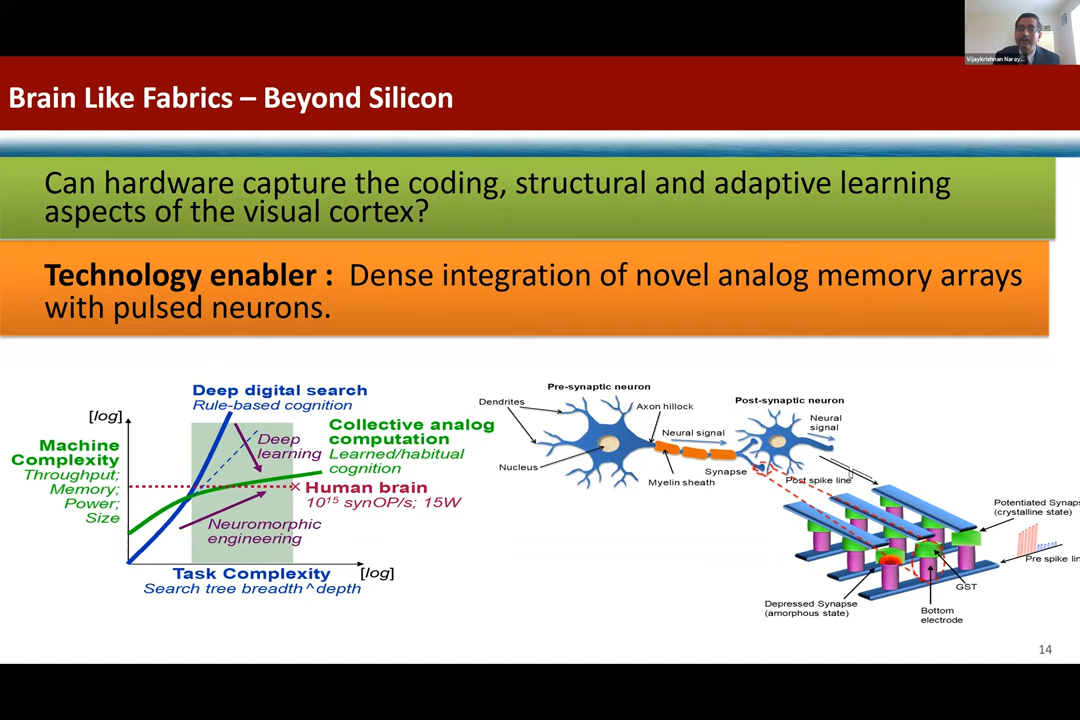 Vijaykrishnan Naray...
Brain Like Fabrics – Beyond Silicon
Can hardware capture the coding, structural and adaptive learning
aspects of the visual cortex?
Technology enabler : Dense integration of novel analog memory arrays
with pulsed neurons.
[log]
Machine
Complexity
Throughput;
Memory;
Power;
Size
Deep digital search
Rule-based cognition
Deep
learning
Collective analog
computation
Learned/habitual
cognition
Human brain
10¹⁵ synOP/s; 15W
Neuromorphic
engineering
Task Complexity
[log]
Search tree breadth^depth
Pre-synaptic neuron
Dendrites
Axon hillock
Neural signal
Nucleus
Myelin sheath
Synapse
Post-synaptic neuron
Neural
signal
Post spike line
Potentiated Synaps
(crystalline state)
Pre spike lin
GST
Depressed Synapse
(amorphous state)
Bottom
electrode
14